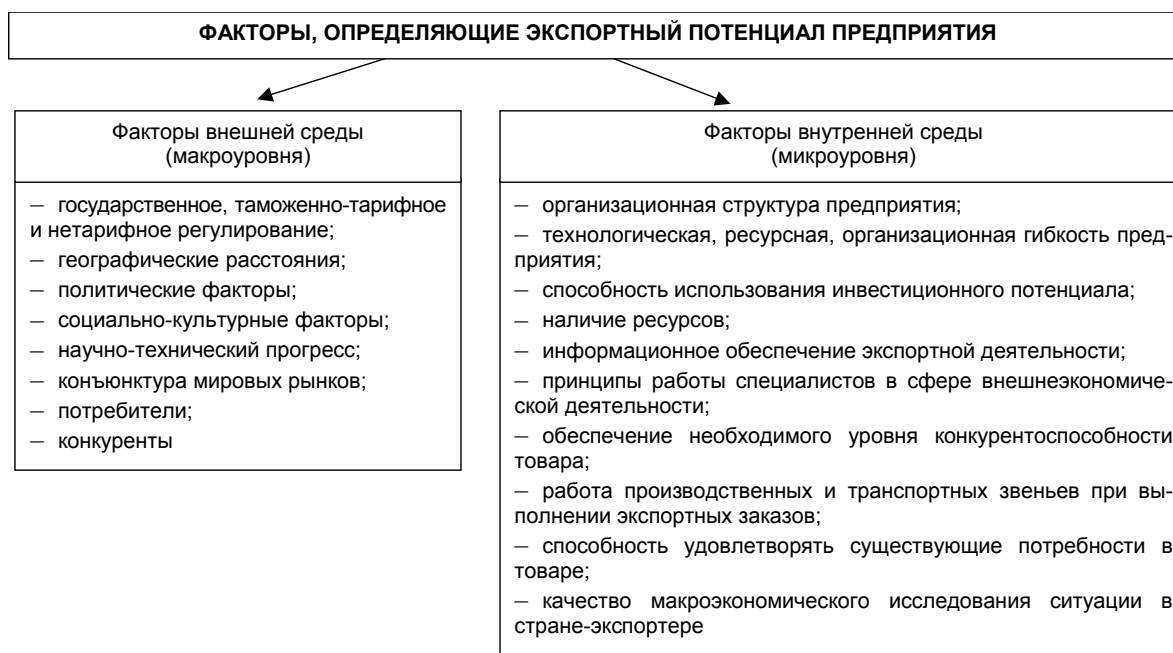 ФАКТОРЫ, ОПРЕДЕЛЯЮЩИЕ ЭКСПОРТНЫЙ ПОТЕНЦИАЛ ПРЕДПРИЯТИЯ
Факторы внешней среды
(макроуровня)
— государственное, таможенно-тарифное
и нетарифное регулирование;
— географические расстояния;
— политические факторы;
— социально-культурные факторы;
— научно-технический прогресс;
— конъюнктура мировых рынков;
— потребители;
— конкуренты
Факторы внутренней среды
(микроуровня)
— организационная структура предприятия;
— технологическая, ресурсная, организационная гибкость пред-
приятия;
— способность использования инвестиционного потенциала;
— наличие ресурсов;
— информационное обеспечение экспортной деятельности;
— принципы работы специалистов в сфере внешнеэкономиче-
ской деятельности;
— обеспечение необходимого уровня конкурентоспособности
товара;
— работа производственных и транспортных звеньев при вы-
полнении экспортных заказов;
— способность удовлетворять существующие потребности в
товаре;
— качество макроэкономического исследования ситуации в
стране-экспортере